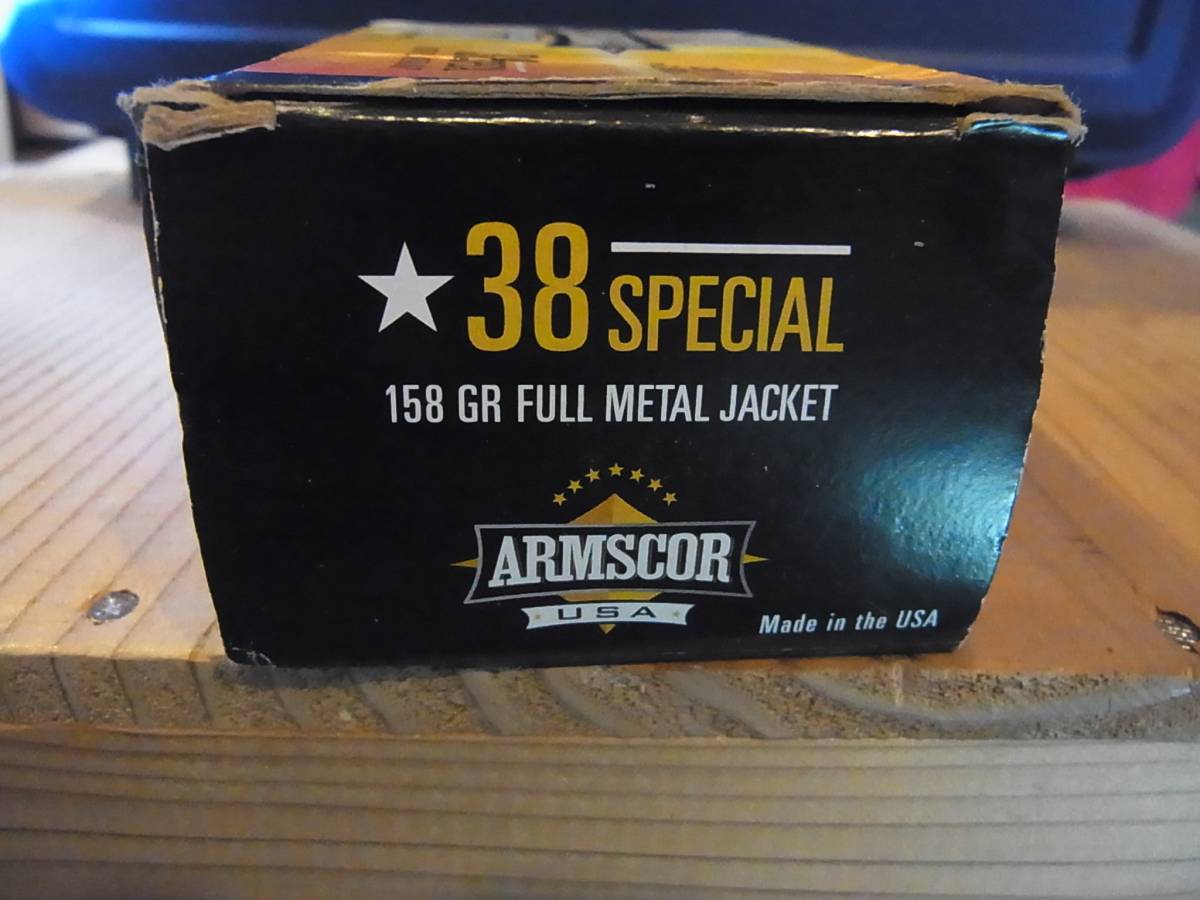 38 SPECIAL
158 GR FULL METAL JACKET
ARMSCOR
USA
Made in the USA